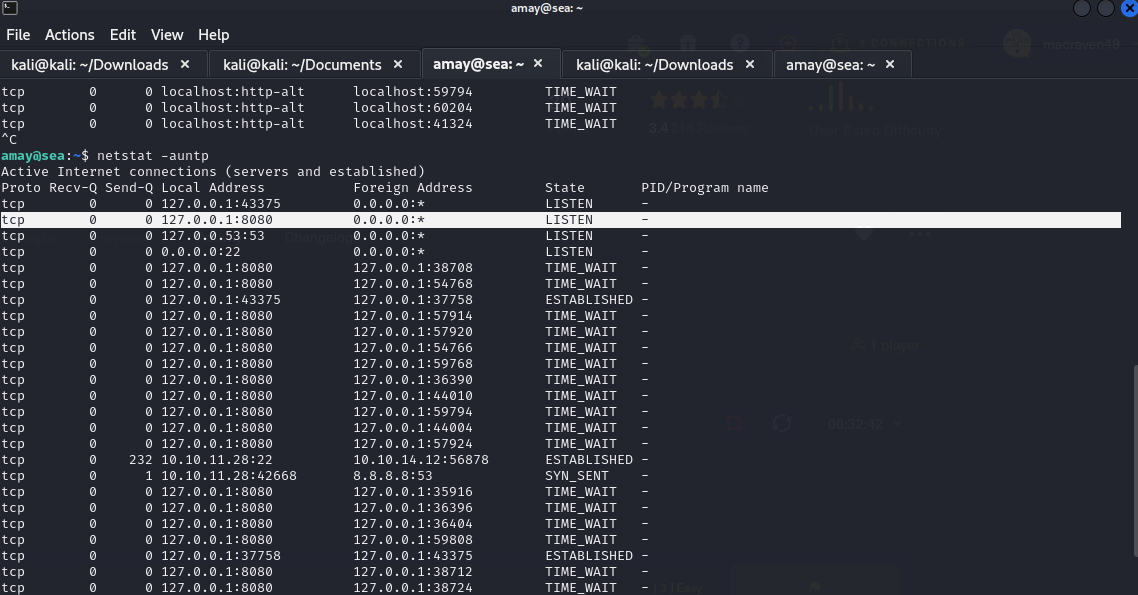 amay@sea: ~
File Actions Edit View Help
kali@kali: ~/Downloads × kali@kali: ~/Documents × amay@sea: ~ × kali@kali: ~/Downloads × amay@sea: ~ ×
tcp 0 0 localhost:http-alt localhost:59794 TIME_WAIT
tcp 0 0 localhost:http-alt localhost:60204 TIME_WAIT
tcp 0 0 localhost:http-alt localhost:41324 TIME_WAIT
^C
amay@sea:~$ netstat -auntp
Active Internet connections (servers and established)
Proto Recv-Q Send-Q Local Address Foreign Address State PID/Program name
tcp 0 0 127.0.0.1:43375 0.0.0.0:* LISTEN -
tcp 0 0 127.0.0.1:8080 0.0.0.0:* LISTEN -
tcp 0 0 127.0.0.53:53 0.0.0.0:* LISTEN -
tcp 0 0 0.0.0.0:22 0.0.0.0:* LISTEN -
tcp 0 0 127.0.0.1:8080 127.0.0.1:38708 TIME_WAIT -
tcp 0 0 127.0.0.1:8080 127.0.0.1:54768 TIME_WAIT -
tcp 0 0 127.0.0.1:43375 127.0.0.1:37758 ESTABLISHED -
tcp 0 0 127.0.0.1:8080 127.0.0.1:57914 TIME_WAIT -
tcp 0 0 127.0.0.1:8080 127.0.0.1:57920 TIME_WAIT -
tcp 0 0 127.0.0.1:8080 127.0.0.1:54766 TIME_WAIT -
tcp 0 0 127.0.0.1:8080 127.0.0.1:59768 TIME_WAIT -
tcp 0 0 127.0.0.1:8080 127.0.0.1:36390 TIME_WAIT -
tcp 0 0 127.0.0.1:8080 127.0.0.1:44010 TIME_WAIT -
tcp 0 0 127.0.0.1:8080 127.0.0.1:59794 TIME_WAIT -
tcp 0 0 127.0.0.1:8080 127.0.0.1:44004 TIME_WAIT -
tcp 0 0 127.0.0.1:8080 127.0.0.1:57924 TIME_WAIT -
tcp 0 232 10.10.11.28:22 10.10.14.12:56878 ESTABLISHED -
tcp 0 1 10.10.11.28:42668 8.8.8.8:53 SYN_SENT -
tcp 0 0 127.0.0.1:8080 127.0.0.1:35916 TIME_WAIT -
tcp 0 0 127.0.0.1:8080 127.0.0.1:36396 TIME_WAIT -
tcp 0 0 127.0.0.1:8080 127.0.0.1:36404 TIME_WAIT -
tcp 0 0 127.0.0.1:8080 127.0.0.1:59808 TIME_WAIT -
tcp 0 0 127.0.0.1:37758 127.0.0.1:43375 ESTABLISHED -
tcp 0 0 127.0.0.1:8080 127.0.0.1:38712 TIME_WAIT -
tcp 0 0 127.0.0.1:8080 127.0.0.1:38724 TIME_WAIT -